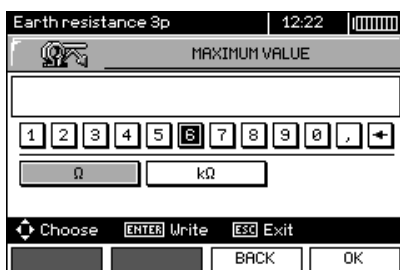 Earth resistance 3p 12:22
MAXIMUM VALUE
1 2 3 4 5 6 7 8 9 0 , ←
Ω kΩ
Choose ENTER Write ESC Exit
BACK OK